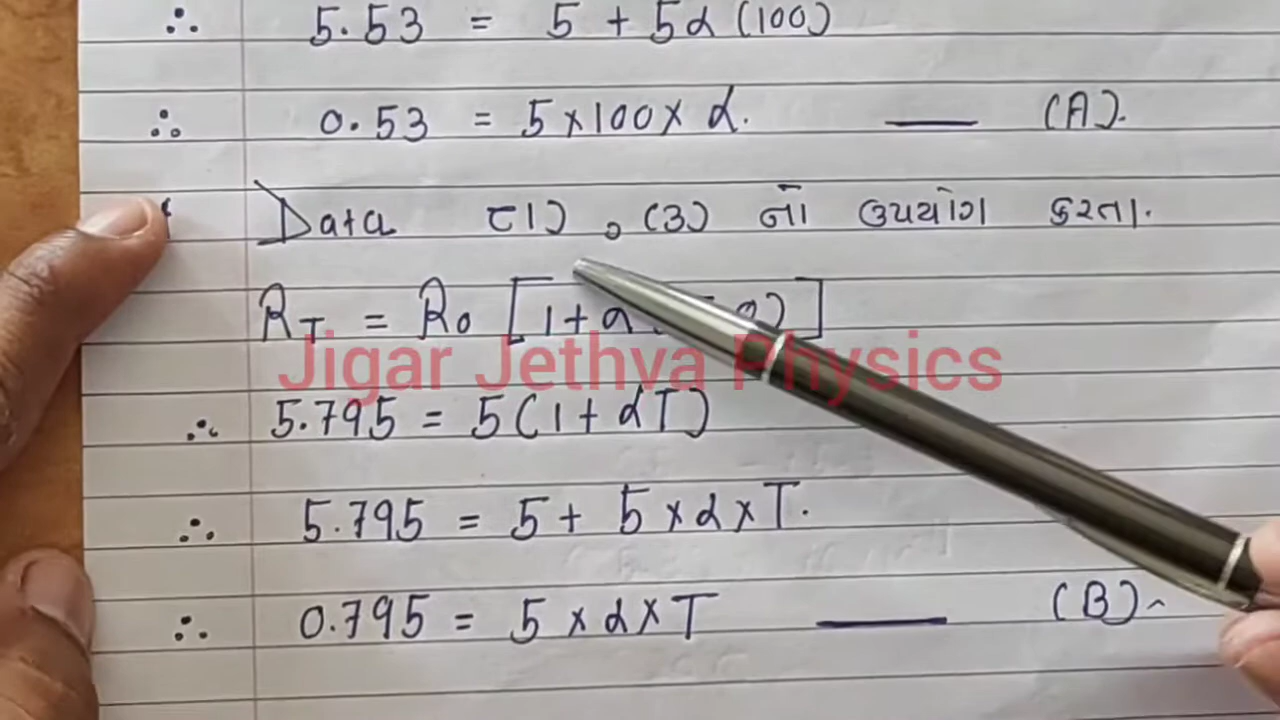 ∴ 5.53 = 5 + 5α (100)
∴ 0.53 = 5×100× α. — (A).
Data (1) , (3) નો ઉપયોગ કરતા.
R_T = R_0 [1+α
Jigar Jethva Physics
∴ 5.795 = 5(1 + αT)
∴ 5.795 = 5 + 5 × α × T.
∴ 0.795 = 5 × α × T — (B)